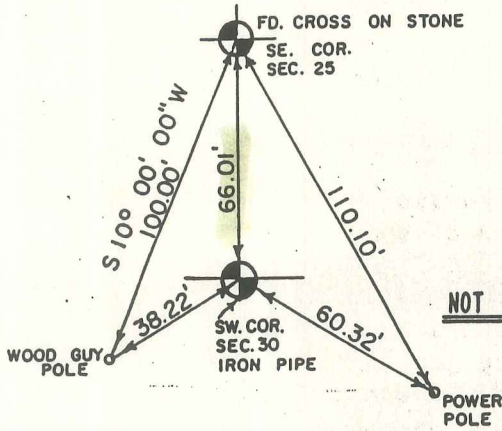 FD. CROSS ON STONE
SE. COR.
SEC. 25
S 10° 00' 00" W
100.00'
66.01'
110.10'
38.22'
60.32'
NOT
SW. COR.
SEC. 30
IRON PIPE
WOOD GUY
POLE
POWER
POLE